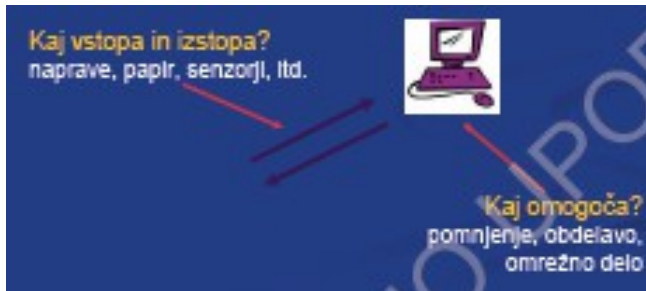 Kaj vstopa in izstopa?
naprave, papir, senzorji, itd.
Kaj omogoča?
pomnjenje, obdelavo,
omrežno delo